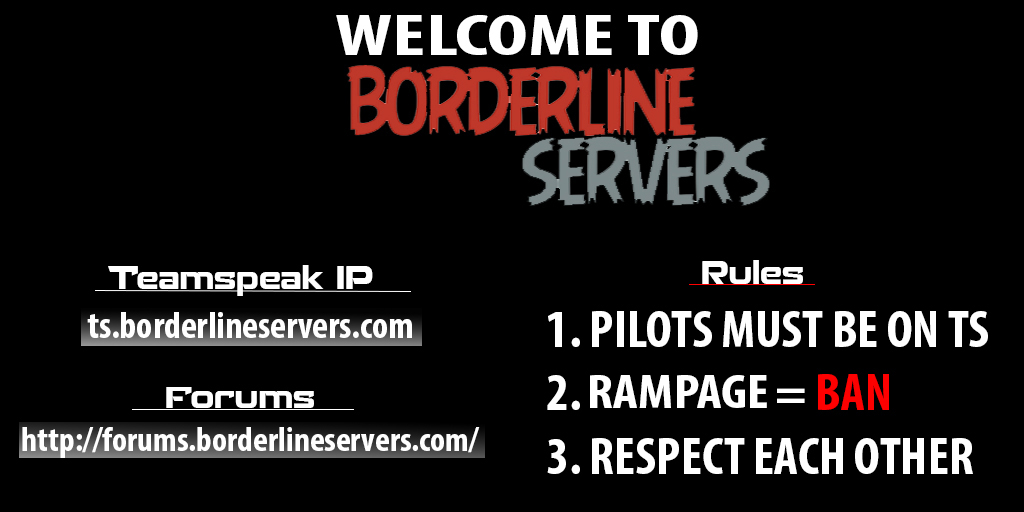 WELCOME TO
BORDERLINE
SERVERS
Teamspeak IP
ts.borderlineservers.com
Forums
http://forums.borderlineservers.com/
Rules
1. PILOTS MUST BE ON TS
2. RAMPAGE = BAN
3. RESPECT EACH OTHER